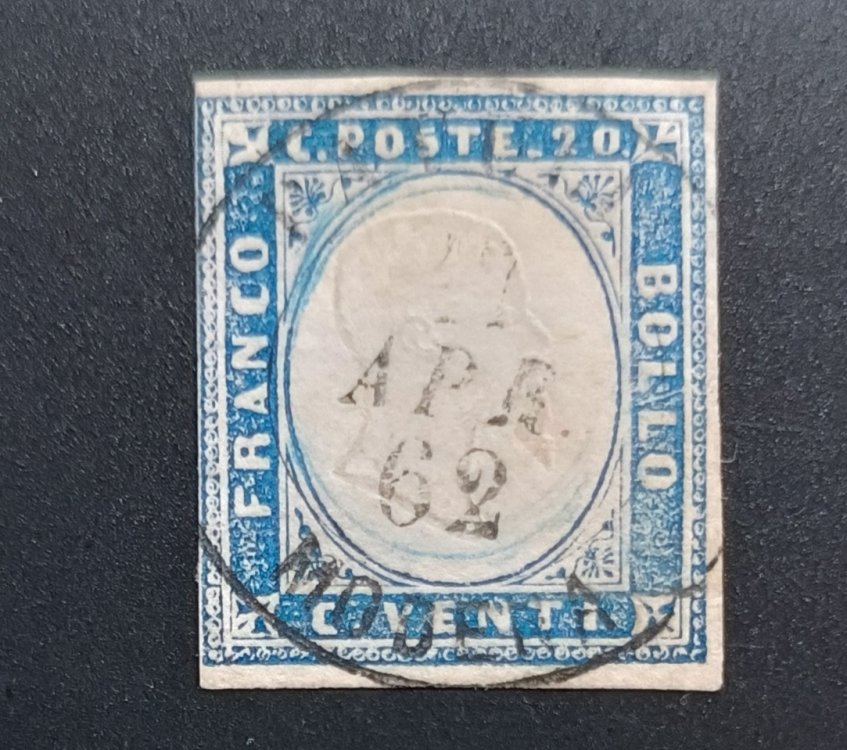 C. POSTE. 20.
FRANCO
BOLLO
APR
62
C. VENTI
MODENA